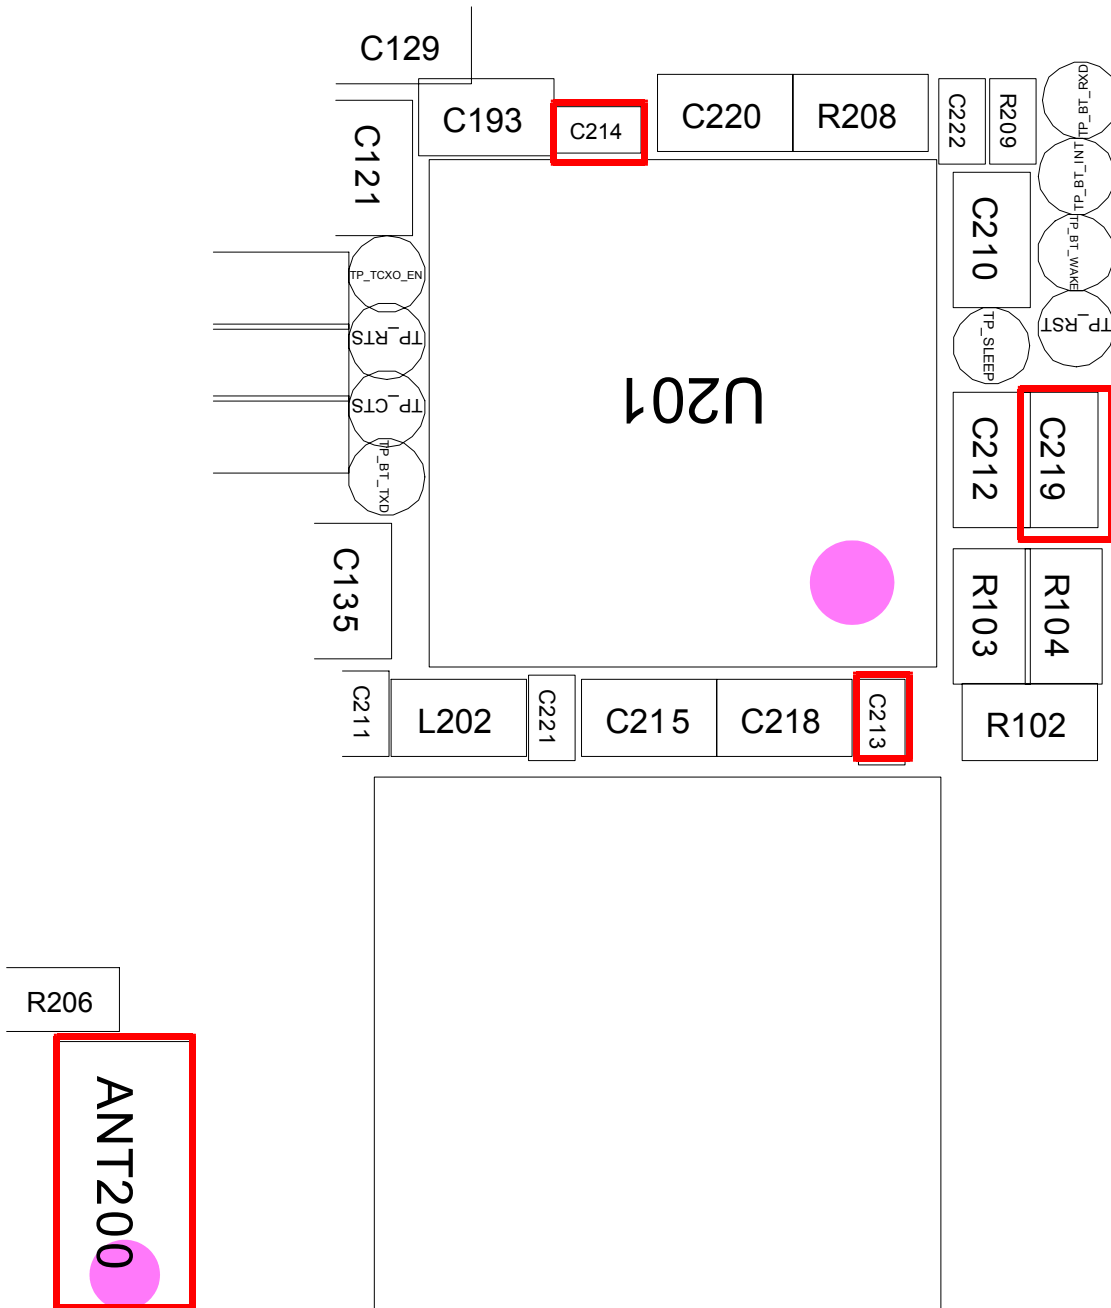 C129
C193
C214
C220
R208
C222
R209
TP_BT_RXD
C121
TP_BT_INT
C210
TP_BT_WAKE
TP_TCXO_EN
TP_RST
TP_RTS
TP_SLEEP
U201
TP_CTS
C212
C219
TP_BT_TXD
C135
R103
R104
C211
L202
C221
C215
C218
C213
R102
R206
ANT200